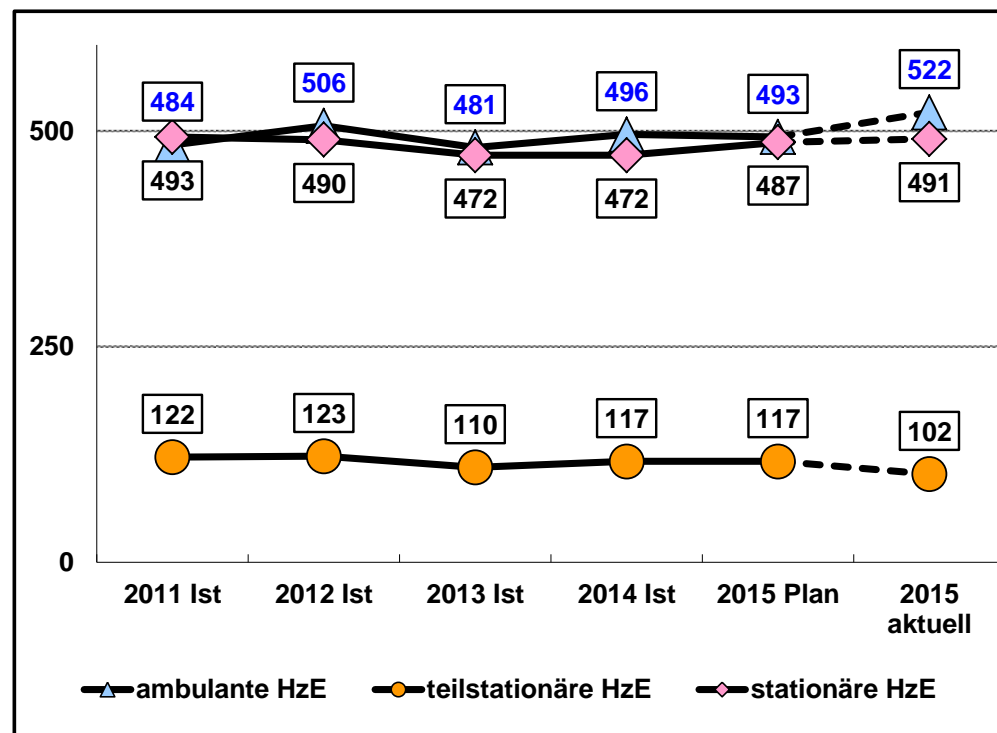 522
506
484
481
496
493
500
493
490
472
472
487
491
250
122
123
110
117
117
102
0
2011 Ist
2012 Ist
2013 Ist
2014 Ist
2015 Plan
2015
aktuell
ambulante HzE
teilstationäre HzE
stationäre HzE